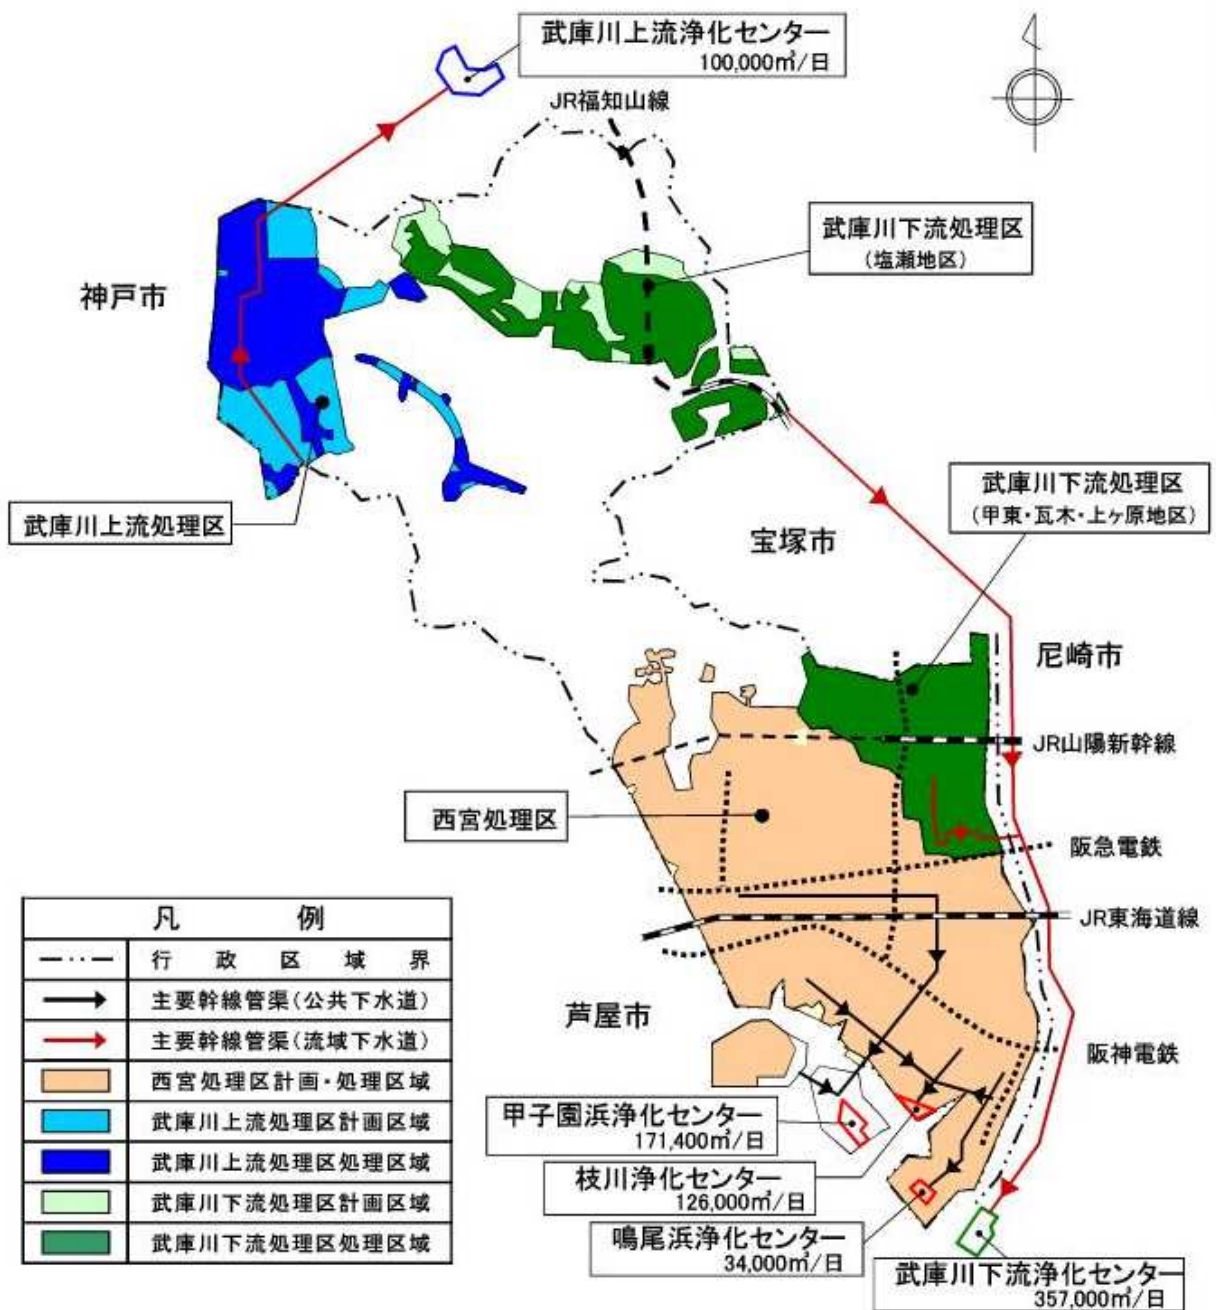 武庫川上流浄化センター
100,000㎥/日
JR福知山線
武庫川下流処理区
(塩瀬地区)
神戸市
武庫川下流処理区
(甲東・瓦木・上ヶ原地区)
武庫川上流処理区
宝塚市
尼崎市
JR山陽新幹線
西宮処理区
阪急電鉄
JR東海道線
芦屋市
阪神電鉄
凡例
行政区域界
主要幹線管渠(公共下水道)
主要幹線管渠(流域下水道)
西宮処理区計画・処理区域
武庫川上流処理区計画区域
武庫川上流処理区処理区域
武庫川下流処理区計画区域
武庫川下流処理区処理区域
甲子園浜浄化センター
171,400㎥/日
枝川浄化センター
126,000㎥/日
鳴尾浜浄化センター
34,000㎥/日
武庫川下流浄化センター
357,000㎥/日